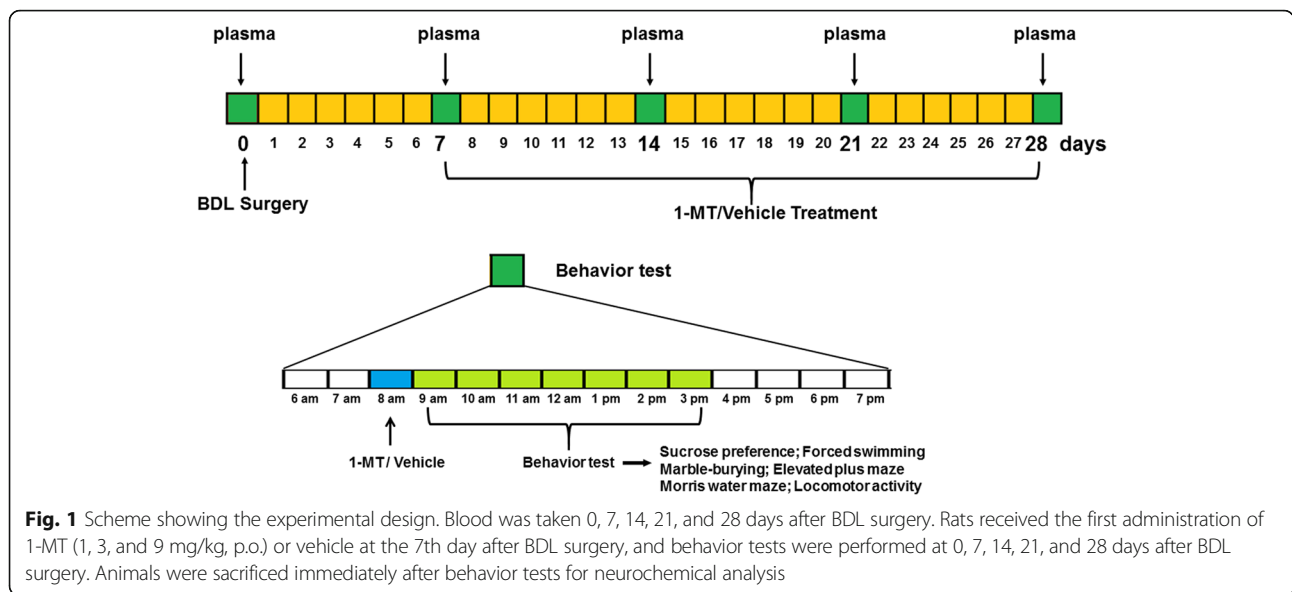 plasma plasma plasma plasma plasma
0 1 2 3 4 5 6 7 8 9 10 11 12 13 14 15 16 17 18 19 20 21 22 23 24 25 26 27 28 days
BDL Surgery
1-MT/Vehicle Treatment
Behavior test
6 am 7 am 8 am 9 am 10 am 11 am 12 am 1 pm 2 pm 3 pm 4 pm 5 pm 6 pm 7 pm
1-MT/ Vehicle
Behavior test
Sucrose preference; Forced swimming
Marble-burying; Elevated plus maze
Morris water maze; Locomotor activity
Fig. 1 Scheme showing the experimental design. Blood was taken 0, 7, 14, 21, and 28 days after BDL surgery. Rats received the first administration of
1-MT (1, 3, and 9 mg/kg, p.o.) or vehicle at the 7th day after BDL surgery, and behavior tests were performed at 0, 7, 14, 21, and 28 days after BDL
surgery. Animals were sacrificed immediately after behavior tests for neurochemical analysis